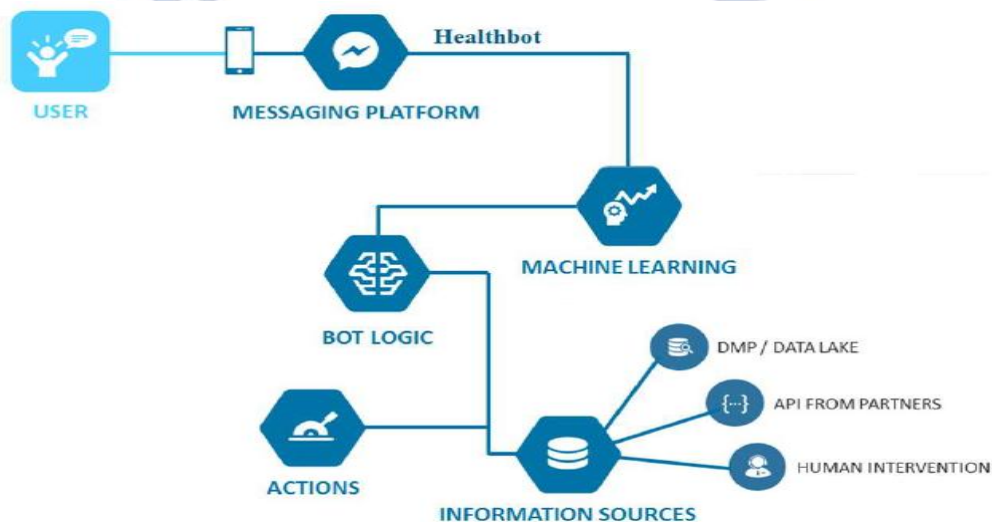 Healthbot
USER
MESSAGING PLATFORM
MACHINE LEARNING
BOT LOGIC
DMP / DATA LAKE
{...} API FROM PARTNERS
HUMAN INTERVENTION
ACTIONS
INFORMATION SOURCES